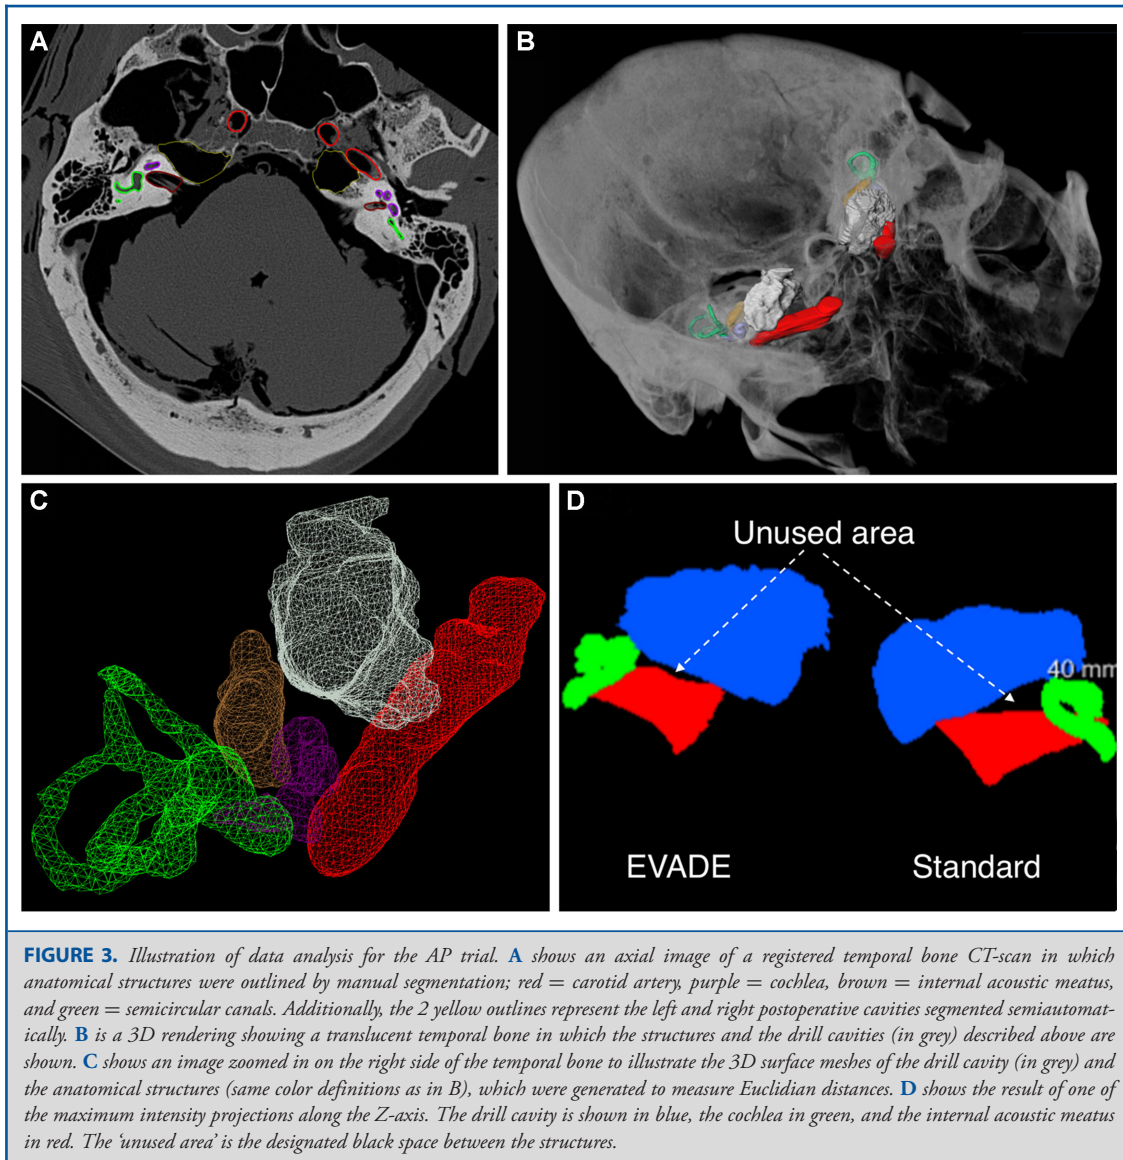 A
B
C
D
Unused area
40 mm
EVADE
Standard
FIGURE 3. Illustration of data analysis for the AP trial. A shows an axial image of a registered temporal bone CT-scan in which
anatomical structures were outlined by manual segmentation; red = carotid artery, purple = cochlea, brown = internal acoustic meatus,
and green = semicircular canals. Additionally, the 2 yellow outlines represent the left and right postoperative cavities segmented semiautomat-
ically. B is a 3D rendering showing a translucent temporal bone in which the structures and the drill cavities (in grey) described above are
shown. C shows an image zoomed in on the right side of the temporal bone to illustrate the 3D surface meshes of the drill cavity (in grey) and
the anatomical structures (same color definitions as in B), which were generated to measure Euclidian distances. D shows the result of one of
the maximum intensity projections along the Z-axis. The drill cavity is shown in blue, the cochlea in green, and the internal acoustic meatus
in red. The ‘unused area’ is the designated black space between the structures.